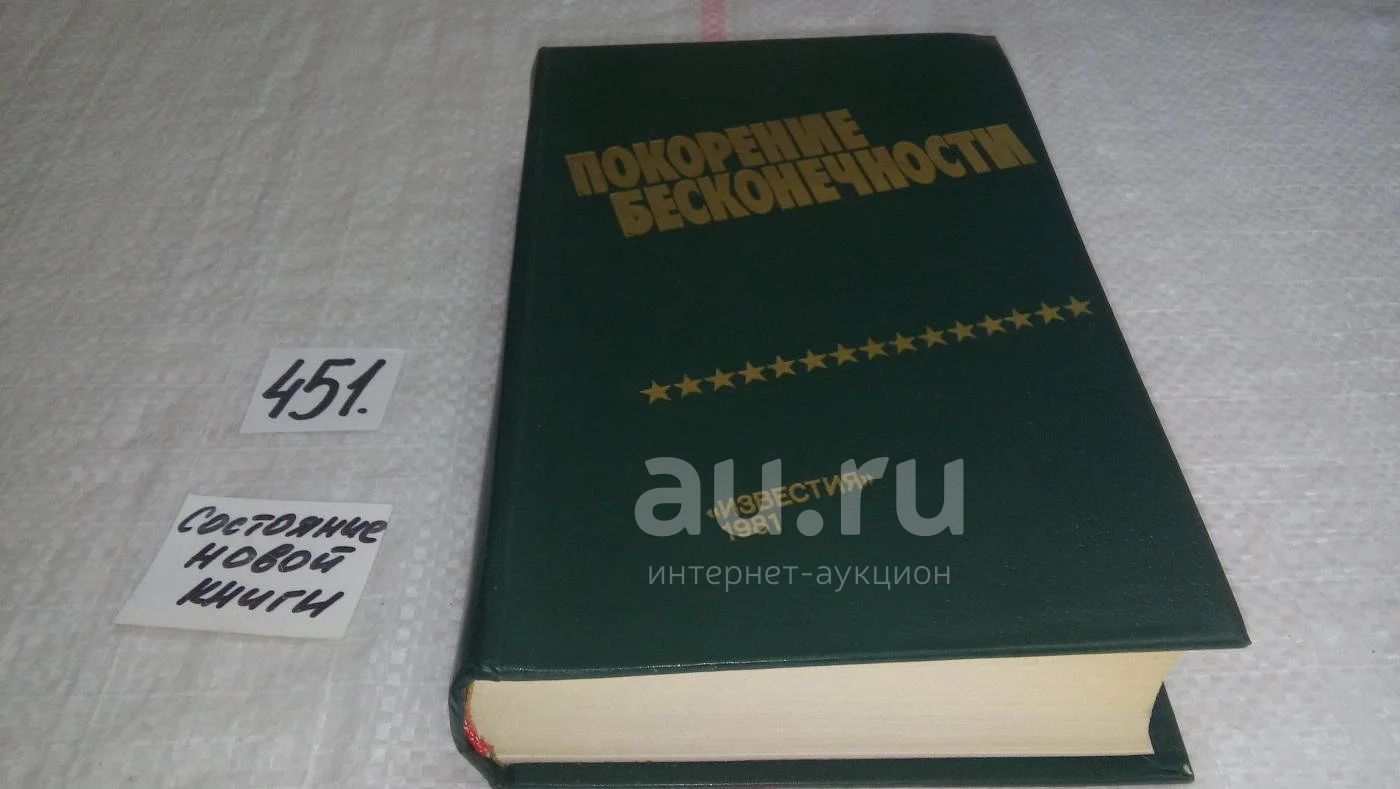 ПОКОРЕНИЕ
БЕСКОНЕЧНОСТИ
451.
au.ru
«ИЗВЕСТИЯ»
1981
интернет-аукцион
Состояние
новой
книги